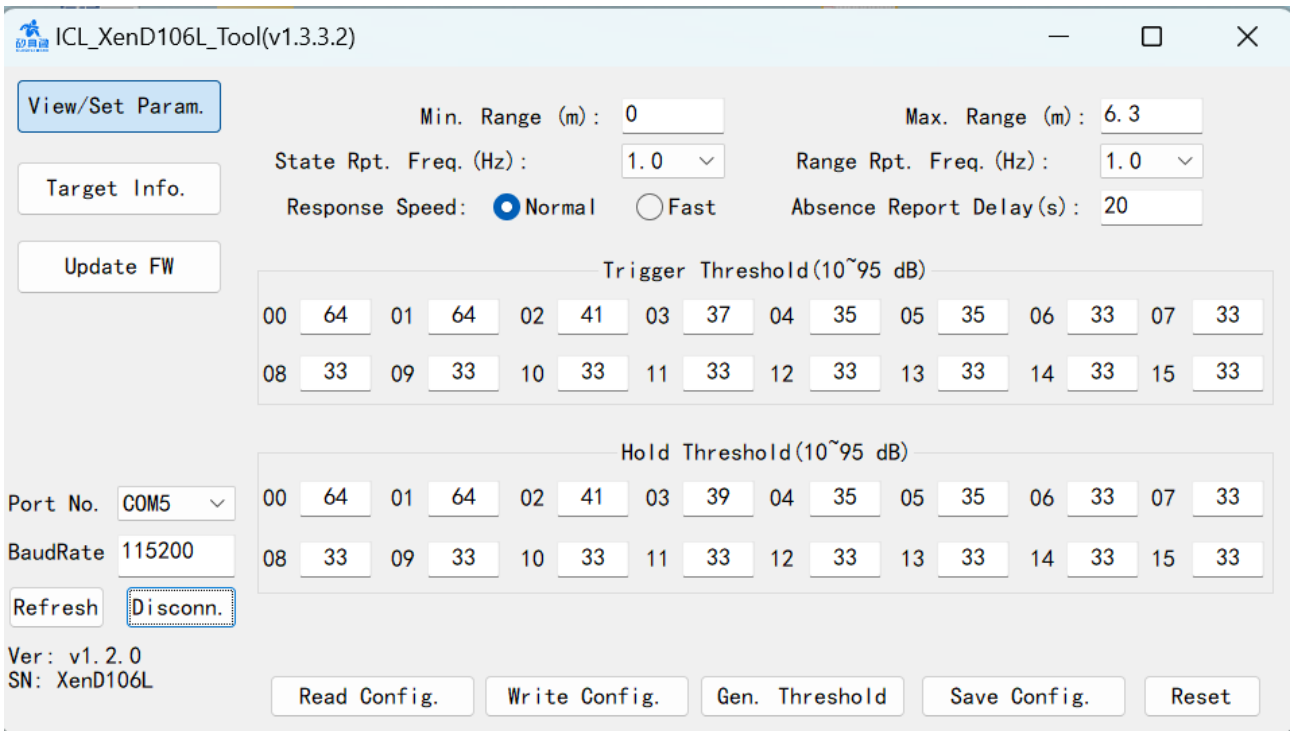 ICL_XenD106L_Tool(v1.3.3.2)
View/Set Param.
Target Info.
Update FW
Min. Range (m): 0 Max. Range (m): 6.3
State Rpt. Freq.(Hz): 1.0 Range Rpt. Freq.(Hz): 1.0
Response Speed: Normal Fast Absence Report Delay(s): 20
Trigger Threshold(10~95 dB)
00 64 01 64 02 41 03 37 04 35 05 35 06 33 07 33
08 33 09 33 10 33 11 33 12 33 13 33 14 33 15 33
Hold Threshold(10~95 dB)
00 64 01 64 02 41 03 39 04 35 05 35 06 33 07 33
08 33 09 33 10 33 11 33 12 33 13 33 14 33 15 33
Port No. COM5
BaudRate 115200
Refresh Disconn.
Ver: v1.2.0
SN: XenD106L
Read Config. Write Config. Gen. Threshold Save Config. Reset